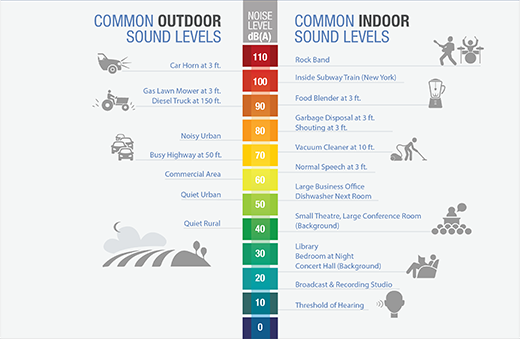 COMMON OUTDOOR
SOUND LEVELS
NOISE
LEVEL
dB(A)
COMMON INDOOR
SOUND LEVELS
110
Rock Band
Car Horn at 3 ft.
100
Inside Subway Train (New York)
Gas Lawn Mower at 3 ft.
Diesel Truck at 150 ft.
90
Food Blender at 3 ft.
Garbage Disposal at 3 ft.
Shouting at 3 ft.
Noisy Urban
80
Vacuum Cleaner at 10 ft.
Busy Highway at 50 ft.
70
Normal Speech at 3 ft.
Commercial Area
60
Large Business Office
Dishwasher Next Room
Quiet Urban
50
Small Theatre, Large Conference Room
(Background)
Quiet Rural
40
Library
Bedroom at Night
Concert Hall (Background)
30
20
Broadcast & Recording Studio
10
Threshold of Hearing
0